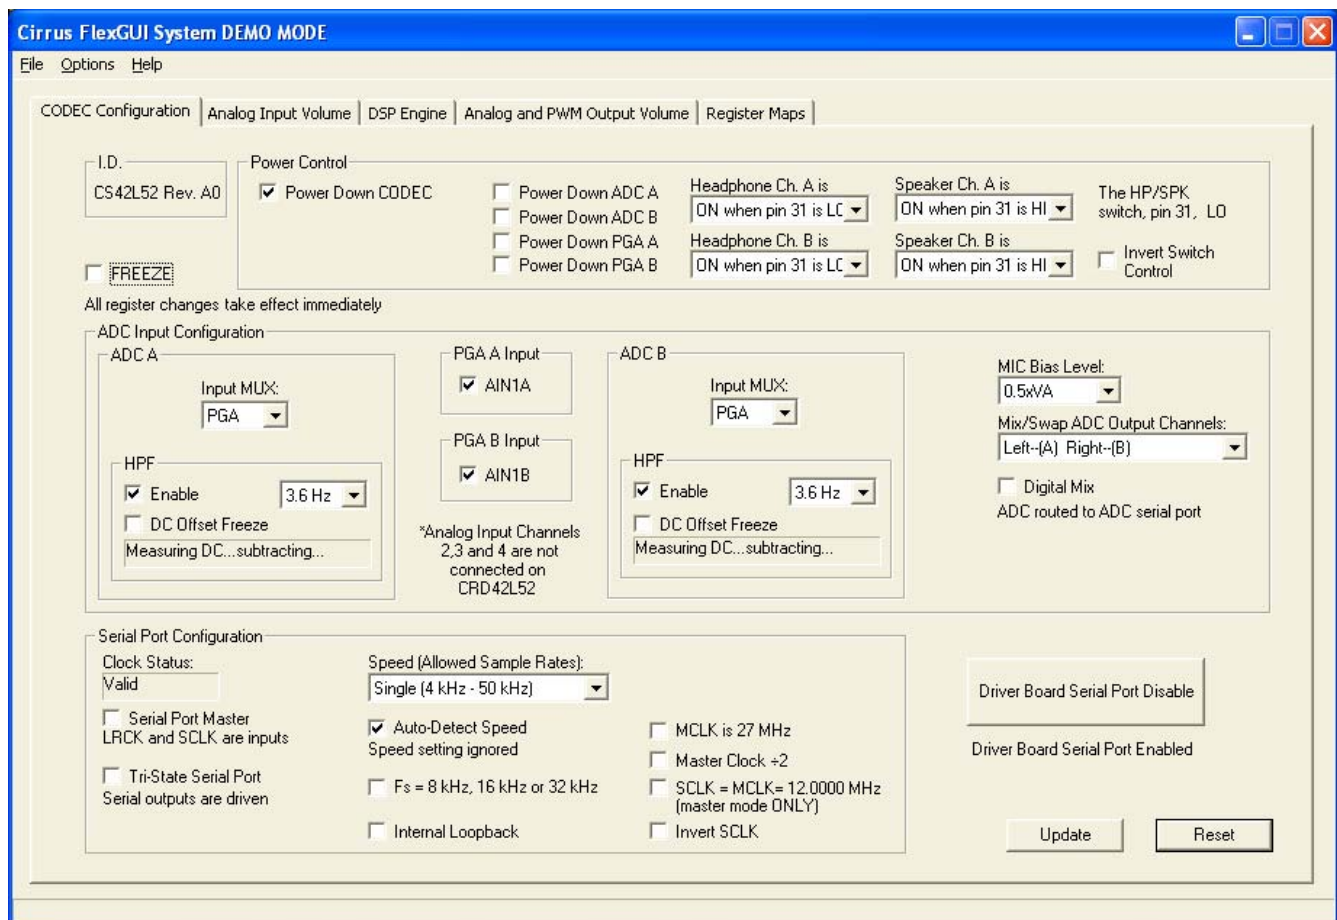 Cirrus FlexGUI System DEMO MODE
File Options Help
CODEC Configuration Analog Input Volume DSP Engine Analog and PWM Output Volume Register Maps
I.D.
CS42L52 Rev. A0
FREEZE
All register changes take effect immediately
Power Control
Power Down CODEC
Power Down ADC A
Power Down ADC B
Power Down PGA A
Power Down PGA B
Headphone Ch. A is
ON when pin 31 is LO
Headphone Ch. B is
ON when pin 31 is LO
Speaker Ch. A is
ON when pin 31 is HI
Speaker Ch. B is
ON when pin 31 is HI
The HP/SPK
switch, pin 31, LO
Invert Switch
Control
ADC Input Configuration
ADC A
Input MUX:
PGA
HPF
Enable 3.6 Hz
DC Offset Freeze
Measuring DC...subtracting...
PGA A Input
AIN1A
PGA B Input
AIN1B
*Analog Input Channels
2,3 and 4 are not
connected on
CRD42L52
ADC B
Input MUX:
PGA
HPF
Enable 3.6 Hz
DC Offset Freeze
Measuring DC...subtracting...
MIC Bias Level:
0.5xVA
Mix/Swap ADC Output Channels:
Left--(A) Right--(B)
Digital Mix
ADC routed to ADC serial port
Serial Port Configuration
Clock Status:
Valid
Serial Port Master
LRCK and SCLK are inputs
Tri-State Serial Port
Serial outputs are driven
Speed (Allowed Sample Rates):
Single (4 kHz - 50 kHz)
Auto-Detect Speed
Speed setting ignored
Fs = 8 kHz, 16 kHz or 32 kHz
Internal Loopback
MCLK is 27 MHz
Master Clock ÷2
SCLK = MCLK= 12.0000 MHz
(master mode ONLY)
Invert SCLK
Driver Board Serial Port Disable
Driver Board Serial Port Enabled
Update Reset